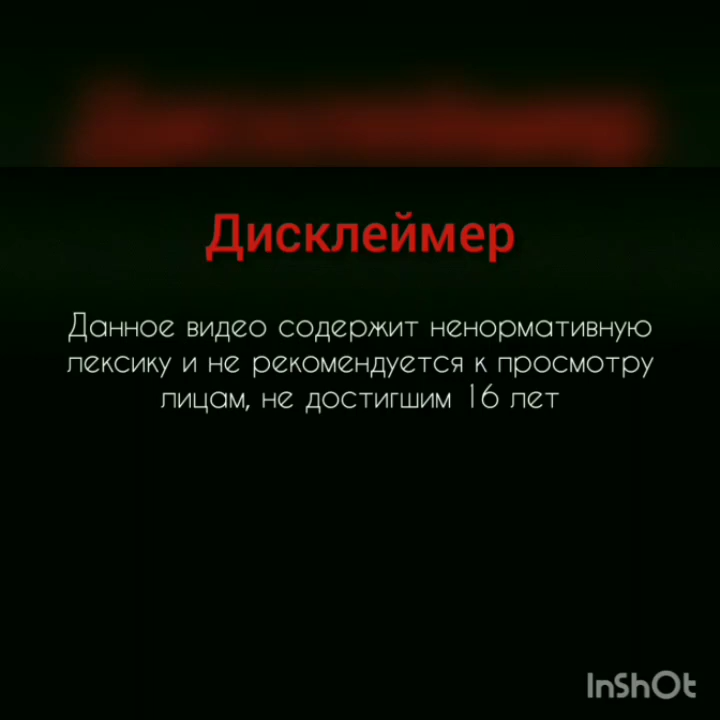 Дисклеймер
Данное видео содержит ненормативную
лексику и не рекомендуется к просмотру
лицам, не достигшим 16 лет
InShOt